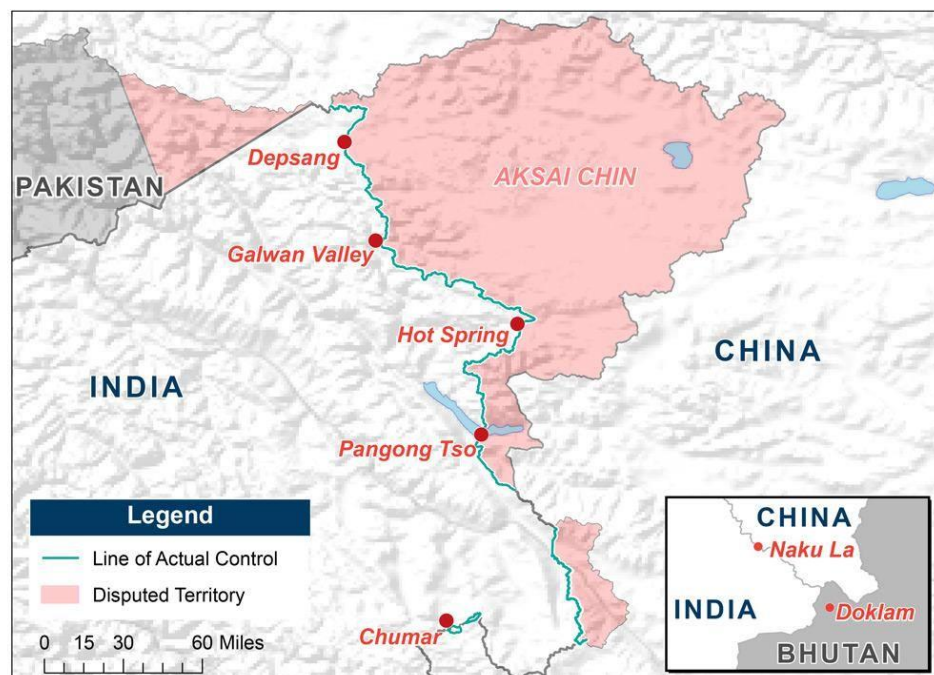 Depsang
PAKISTAN
AKSAI CHIN
Galwan Valley
Hot Spring
CHINA
INDIA
Pangong Tso
Legend
Line of Actual Control
Disputed Territory
0 15 30 60 Miles
Chumar
CHINA
Naku La
INDIA
Doklam
BHUTAN